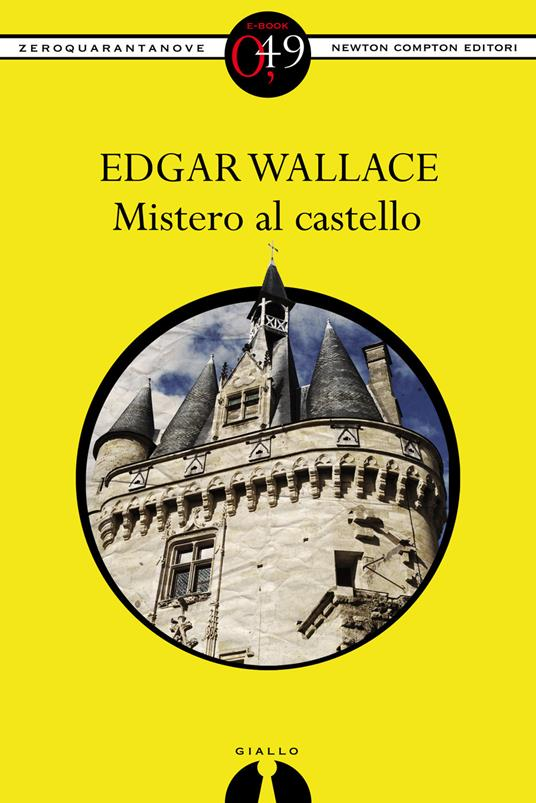 E-BOOK
ZEROQUARANTANOVE
0,49
NEWTON COMPTON EDITORI
EDGAR WALLACE
Mistero al castello
GIALLO